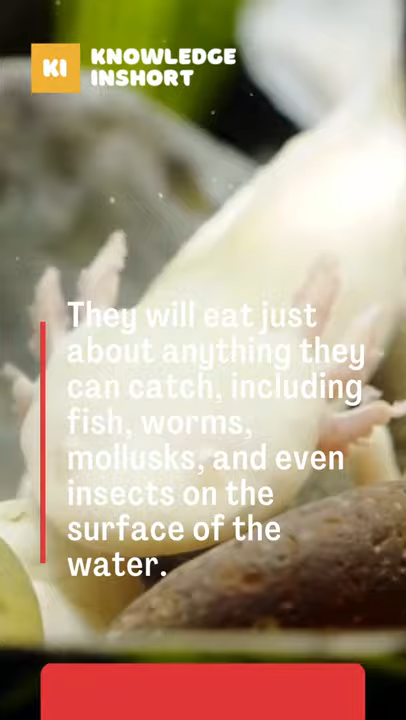 KI
KNOWLEDGE
INSHORT
They will eat just
about anything they
can catch, including
fish, worms,
mollusks, and even
insects on the
surface of the
water.